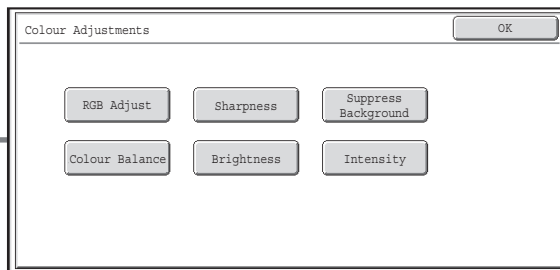 Colour Adjustments
OK
RGB Adjust
Sharpness
Suppress
Background
Colour Balance
Brightness
Intensity